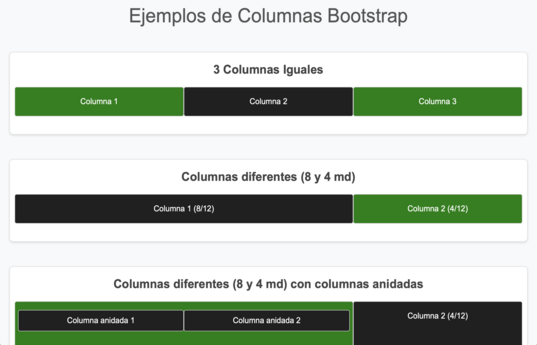 Ejemplos de Columnas Bootstrap
3 Columnas Iguales
Columna 1 Columna 2 Columna 3
Columnas diferentes (8 y 4 md)
Columna 1 (8/12) Columna 2 (4/12)
Columnas diferentes (8 y 4 md) con columnas anidadas
Columna anidada 1 Columna anidada 2 Columna 2 (4/12)